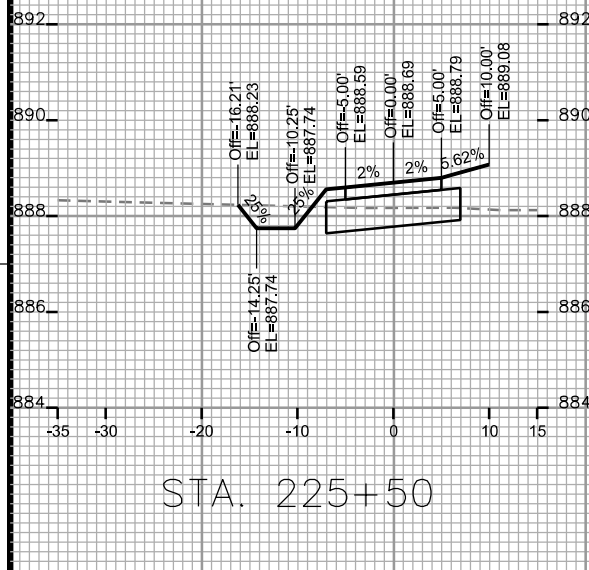 892
892
890
890
888
888
886
886
884
884
Off=-16.21'
EL=888.23
Off=-14.25'
EL=887.74
Off=-10.25'
EL=887.74
Off=-5.00'
EL=888.59
Off=0.00'
EL=888.69
Off=5.00'
EL=888.79
Off=10.00'
EL=889.08
25%
25%
2%
2%
5.62%
-35
-30
-20
-10
0
10
15
STA. 225+50